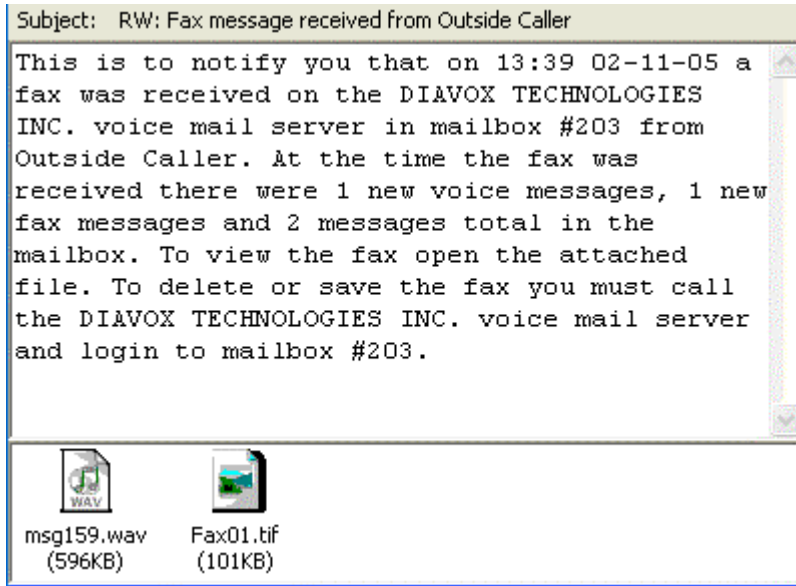 Subject: RW: Fax message received from Outside Caller
This is to notify you that on 13:39 02-11-05 a
fax was received on the DIAVOX TECHNOLOGIES
INC. voice mail server in mailbox #203 from
Outside Caller. At the time the fax was
received there were 1 new voice messages, 1 new
fax messages and 2 messages total in the
mailbox. To view the fax open the attached
file. To delete or save the fax you must call
the DIAVOX TECHNOLOGIES INC. voice mail server
and login to mailbox #203.
WAV
msg159.wav Fax01.tif
(596KB) (101KB)